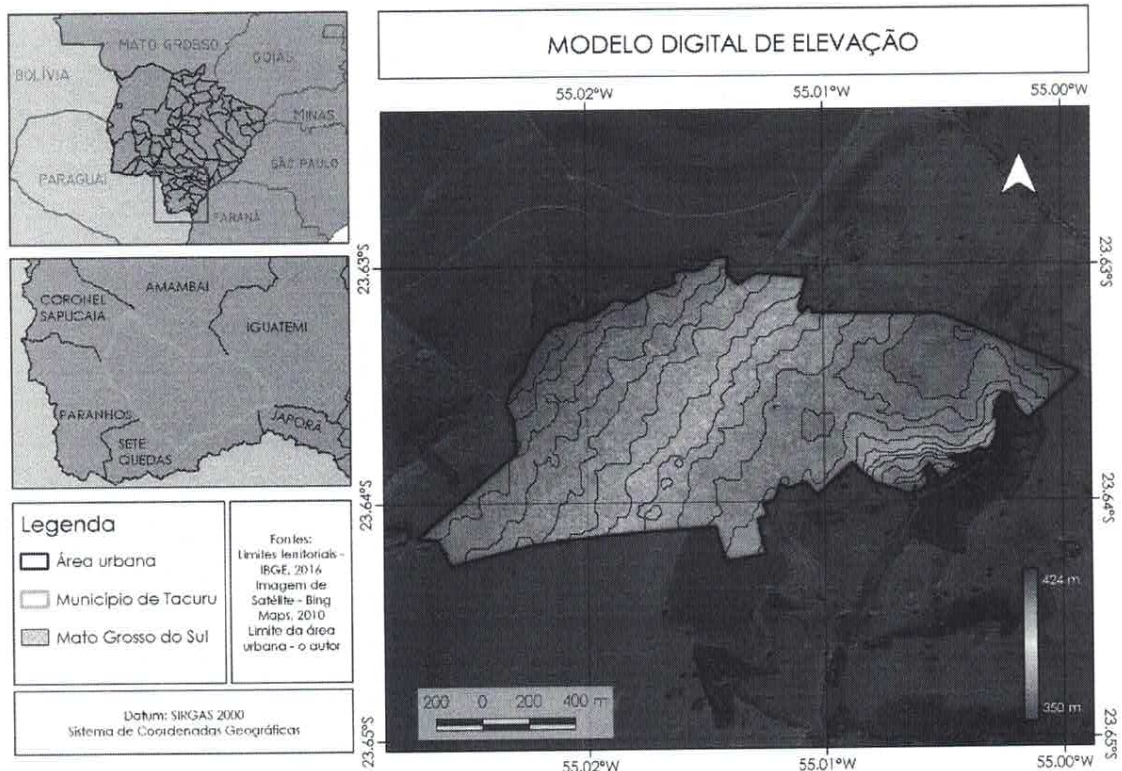 MODELO DIGITAL DE ELEVAÇÃO
MATO GROSSO
GOIÁS
BOLÍVIA
MINAS
SÃO PAULO
PARAGUAI
PARANÁ
CORONEL
SAPUCAIA
AMAMBAI
IGUATEMI
PARANHOS
SETE
QUEDAS
JAPORÃ
Legenda
Área urbana
Município de Tacuru
Mato Grosso do Sul
Fontes:
Limites territoriais -
IBGE, 2016
Imagem de
Satélite - Bing
Maps, 2010
Limite da área
urbana - o autor
Datum: SIRGAS 2000
Sistema de Coordenadas Geográficas
55.02°W
55.01°W
55.00°W
23.63°S
23.64°S
23.65°S
23.63°S
23.64°S
23.65°S
424 m
350 m
200 0 200 400 m
55.02°W
55.01°W
55.00°W